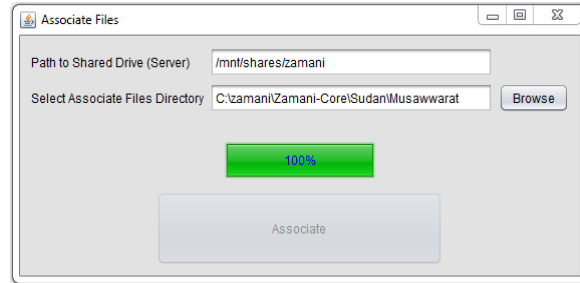 Associate Files
Path to Shared Drive (Server) /mnt/shares/zamani
Select Associate Files Directory C:\zamani\Zamani-Core\Sudan\Musawwarat Browse
100%
Associate